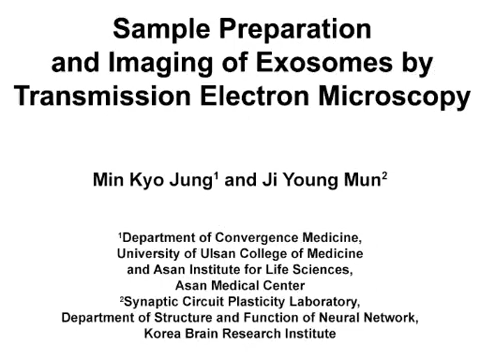 Sample Preparation
and Imaging of Exosomes by
Transmission Electron Microscopy
Min Kyo Jung¹ and Ji Young Mun²
¹Department of Convergence Medicine,
University of Ulsan College of Medicine
and Asan Institute for Life Sciences,
Asan Medical Center
²Synaptic Circuit Plasticity Laboratory,
Department of Structure and Function of Neural Network,
Korea Brain Research Institute